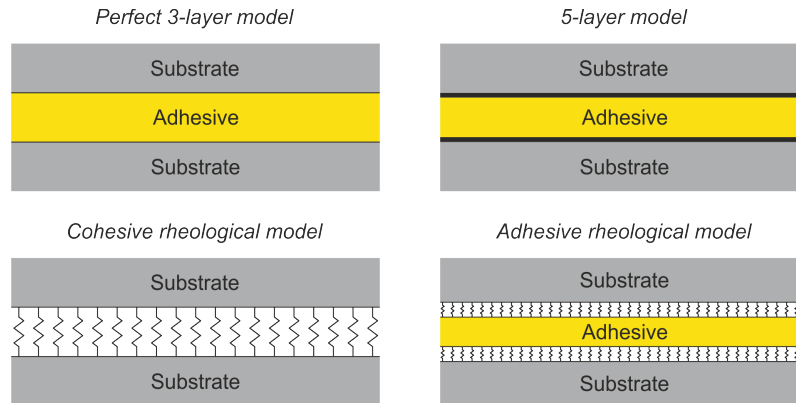 Perfect 3-layer model
Substrate
Adhesive
Substrate
5-layer model
Substrate
Adhesive
Substrate
Cohesive rheological model
Substrate
Substrate
Adhesive rheological model
Substrate
Adhesive
Substrate